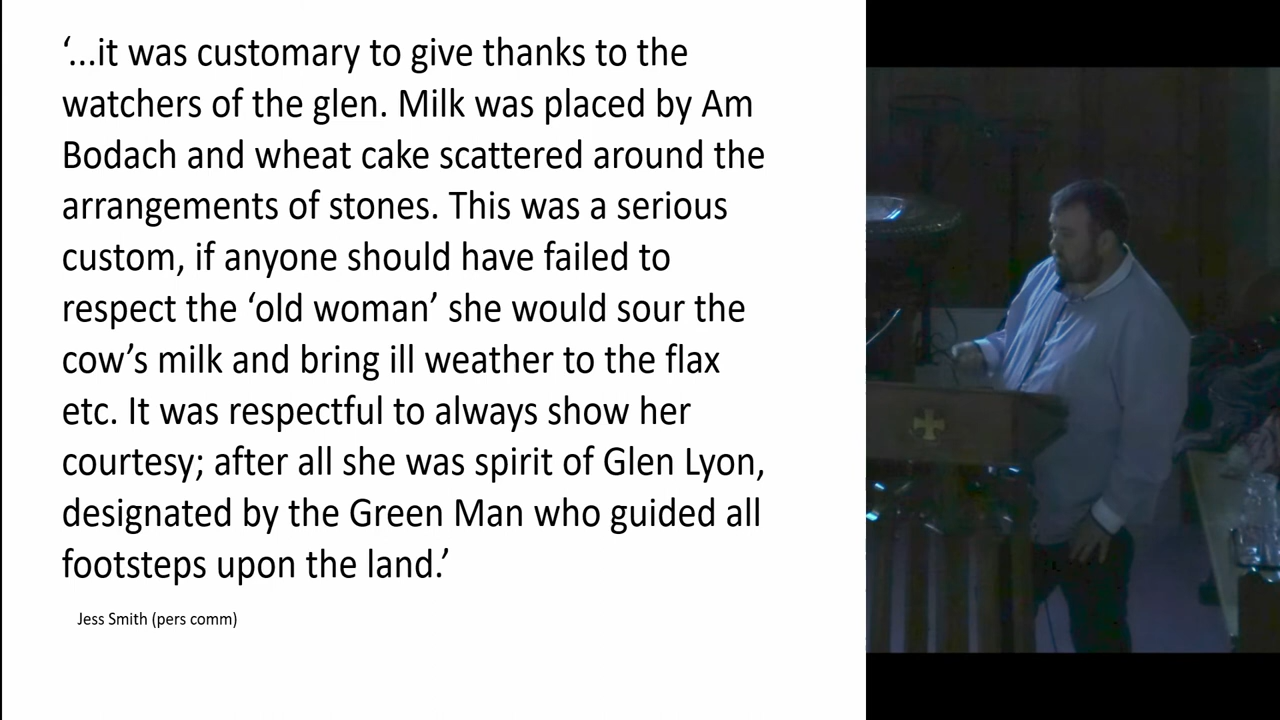 ‘...it was customary to give thanks to the
watchers of the glen. Milk was placed by Am
Bodach and wheat cake scattered around the
arrangements of stones. This was a serious
custom, if anyone should have failed to
respect the ‘old woman’ she would sour the
cow’s milk and bring ill weather to the flax
etc. It was respectful to always show her
courtesy; after all she was spirit of Glen Lyon,
designated by the Green Man who guided all
footsteps upon the land.’
Jess Smith (pers comm)